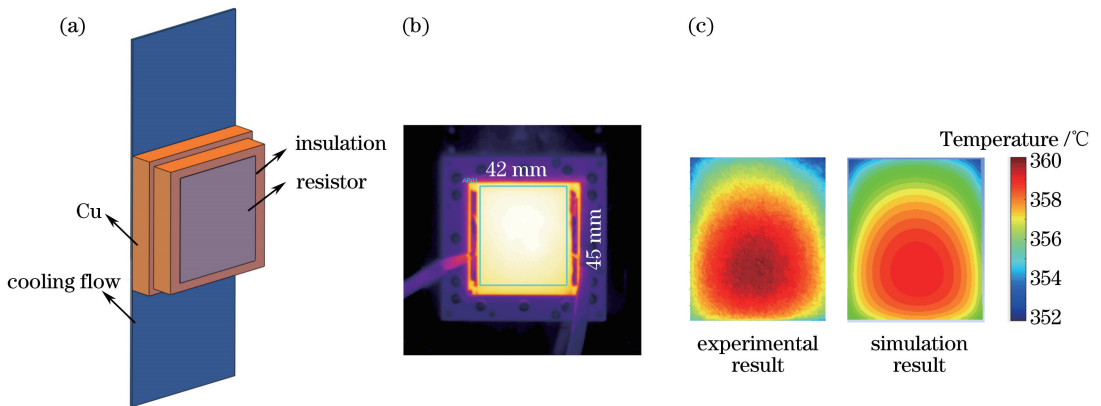 (a)
insulation
resistor
Cu
cooling flow
(b)
42 mm
45 mm
(c)
Temperature /℃
360
358
356
354
352
experimental
result
simulation
result